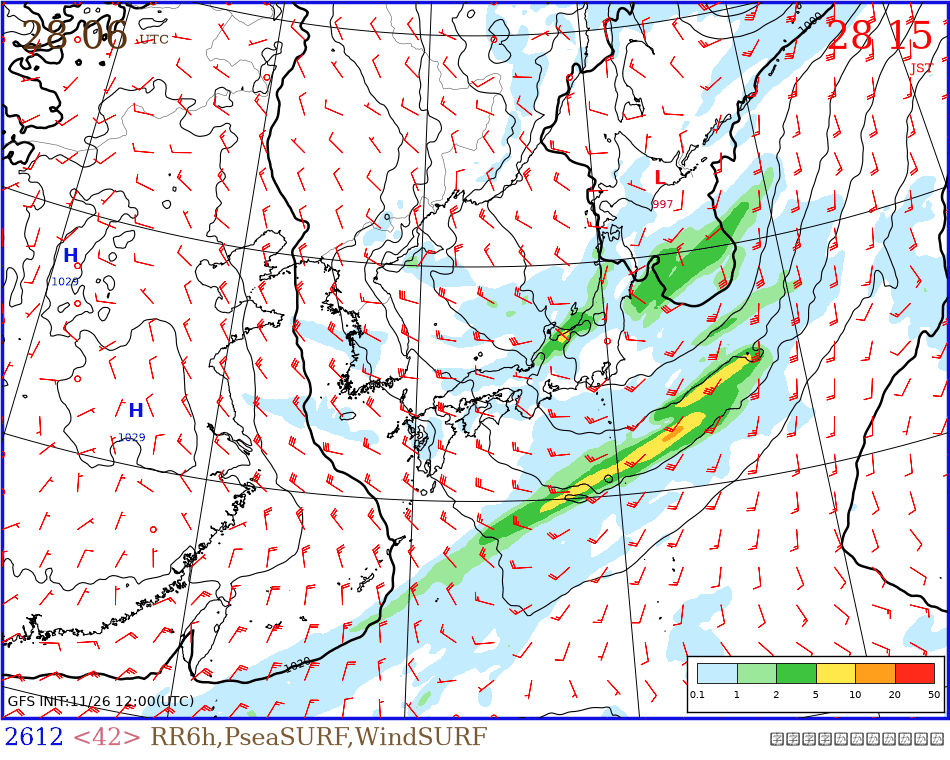 28 06 UTC
28 15
JST
1000
L
997
H
1029
H
1029
1020
0.1 1 2 5 10 20 50
GFS INIT:11/26 12:00(UTC)
2612 <42> RR6h,PseaSURF,WindSURF